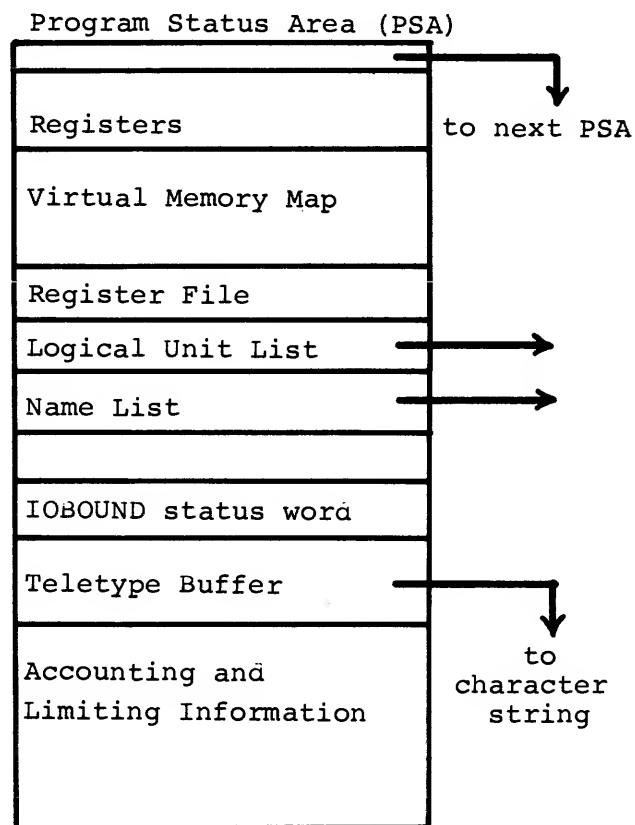 Program Status Area (PSA)
Registers
to next PSA
Virtual Memory Map
Register File
Logical Unit List
Name List
IOBOUND status word
Teletype Buffer
to
character
string
Accounting and
Limiting Information